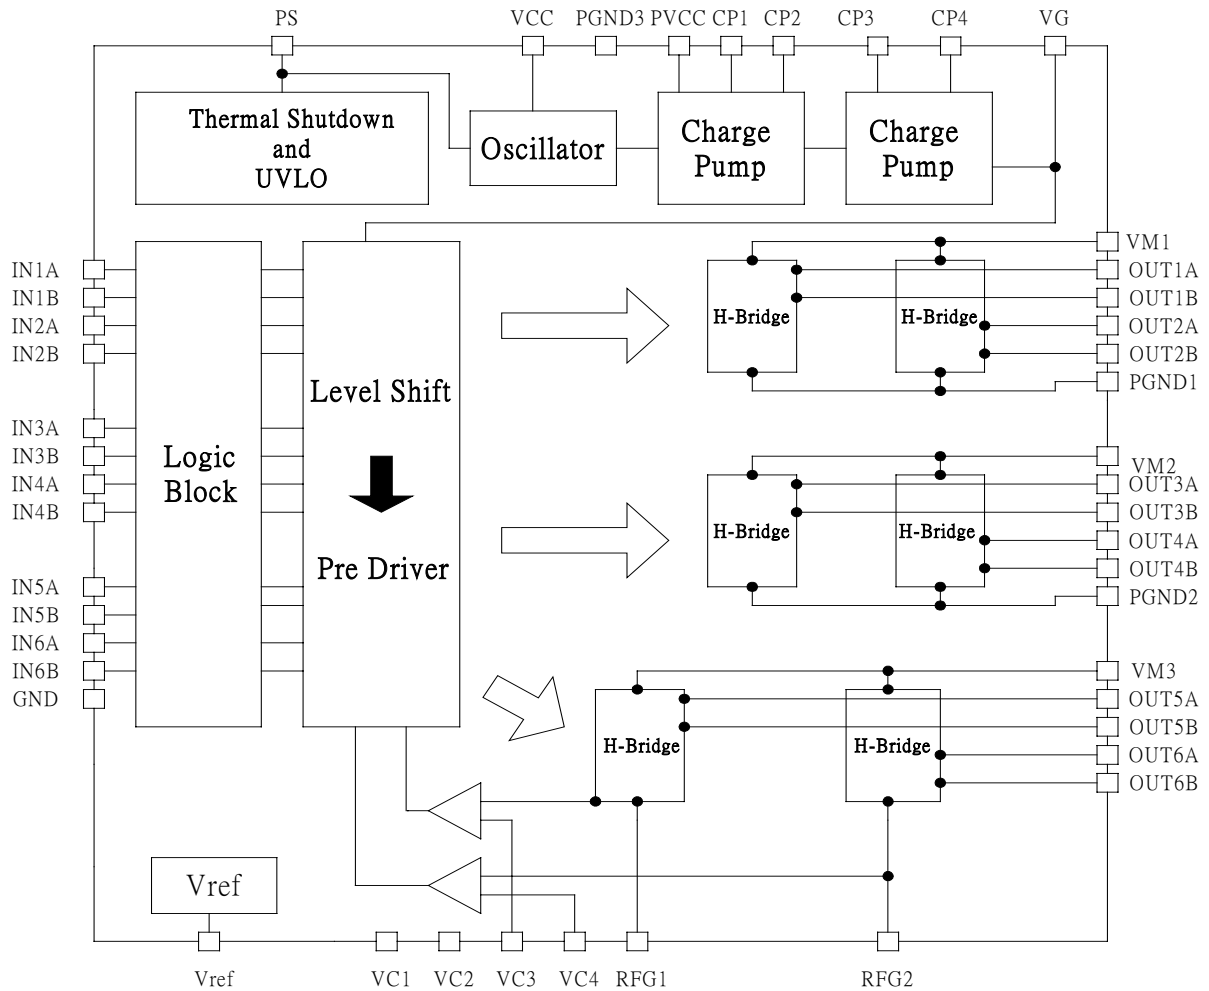 PS VCC PGND3 PVCC CP1 CP2 CP3 CP4 VG
Thermal Shutdown
and
UVLO
Oscillator
Charge
Pump
Charge
Pump
IN1A
IN1B
IN2A
IN2B
IN3A
IN3B
IN4A
IN4B
IN5A
IN5B
IN6A
IN6B
GND
Logic
Block
Level Shift
Pre Driver
H-Bridge
H-Bridge
H-Bridge
H-Bridge
H-Bridge
H-Bridge
VM1
OUT1A
OUT1B
OUT2A
OUT2B
PGND1
VM2
OUT3A
OUT3B
OUT4A
OUT4B
PGND2
VM3
OUT5A
OUT5B
OUT6A
OUT6B
Vref
Vref VC1 VC2 VC3 VC4 RFG1 RFG2